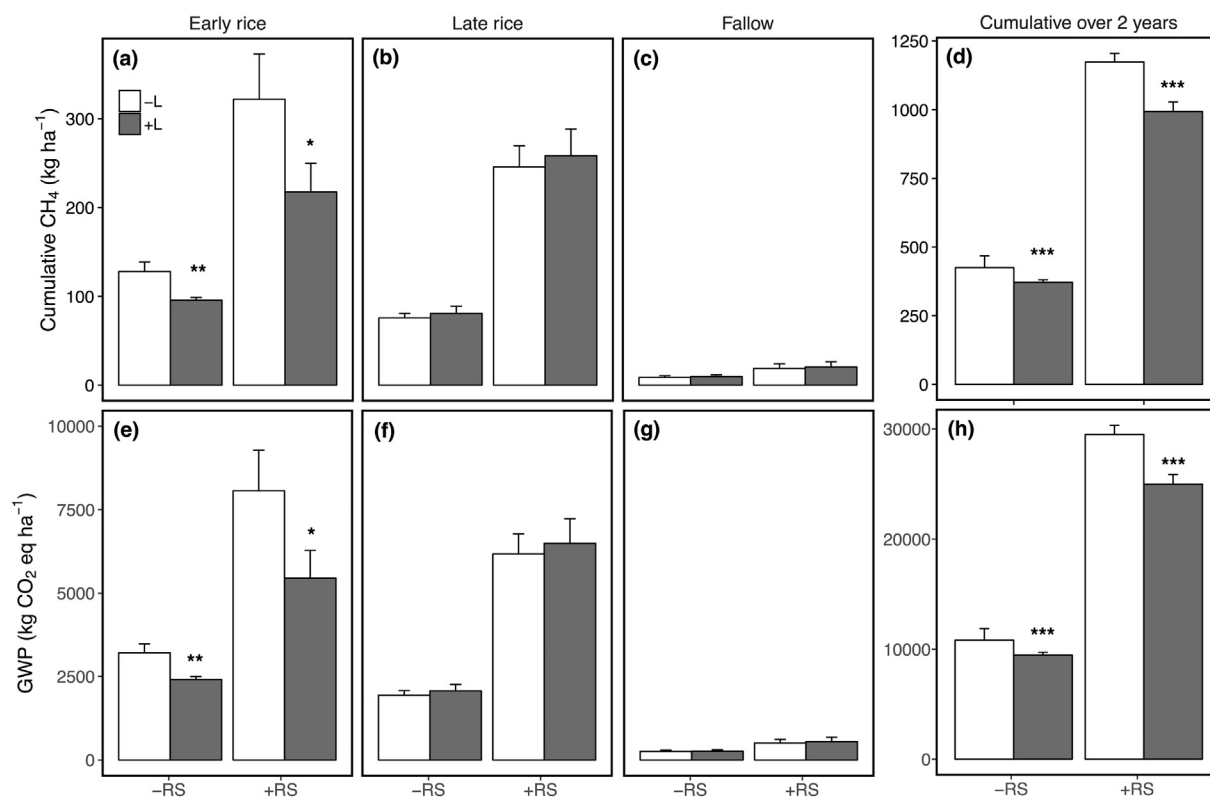 Early rice
Late rice
Fallow
Cumulative over 2 years
Cumulative CH₄ (kg ha⁻¹)
(a)
−L
+L
300
200
100
0
**
*
(b)
(c)
(d)
1250
1000
750
500
250
0
***
***
GWP (kg CO₂ eq ha⁻¹)
(e)
10000
7500
5000
2500
0
**
*
(f)
(g)
(h)
30000
20000
10000
0
***
***
−RS +RS
−RS +RS
−RS +RS
−RS +RS